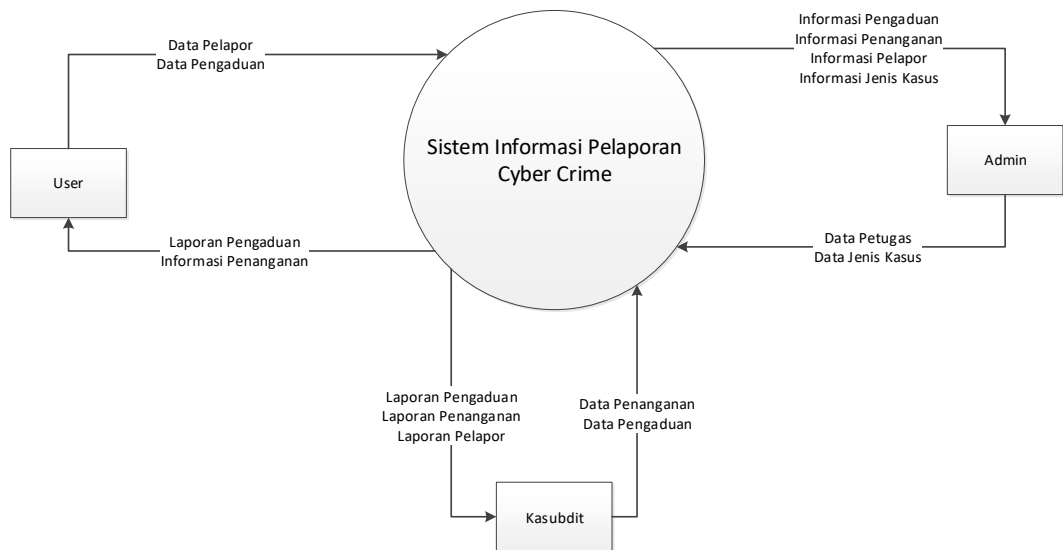 Data Pelapor
Data Pengaduan
Informasi Pengaduan
Informasi Penanganan
Informasi Pelapor
Informasi Jenis Kasus
Sistem Informasi Pelaporan
Cyber Crime
User
Admin
Laporan Pengaduan
Informasi Penanganan
Data Petugas
Data Jenis Kasus
Laporan Pengaduan
Laporan Penanganan
Laporan Pelapor
Data Penanganan
Data Pengaduan
Kasubdit